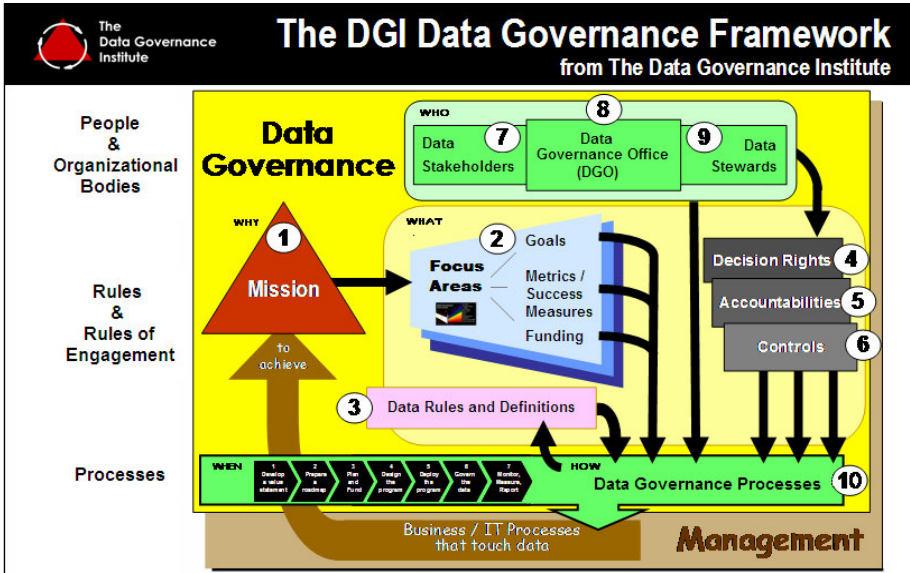 The
Data Governance
Institute
The DGI Data Governance Framework
from The Data Governance Institute
People
&
Organizational
Bodies
Rules
&
Rules of
Engagement
Processes
Data
Governance
WHO
7
Data
Stakeholders
8
Data
Governance Office
(DGO)
9
Data
Stewards
WHY
1
Mission
WHAT
2
Focus
Areas
Goals
Metrics /
Success
Measures
Funding
Decision Rights
4
Accountabilities
5
Controls
6
to
achieve
3
Data Rules and Definitions
WHEN
1
Develop
a value
statement
2
Prepare
a
roadmap
3
Plan
and
Fund
4
Design
the
program
5
Deploy
the
program
6
Govern
the
data
7
Monitor,
Measure,
Report
HOW
Data Governance Processes
10
Business / IT Processes
that touch data
Management